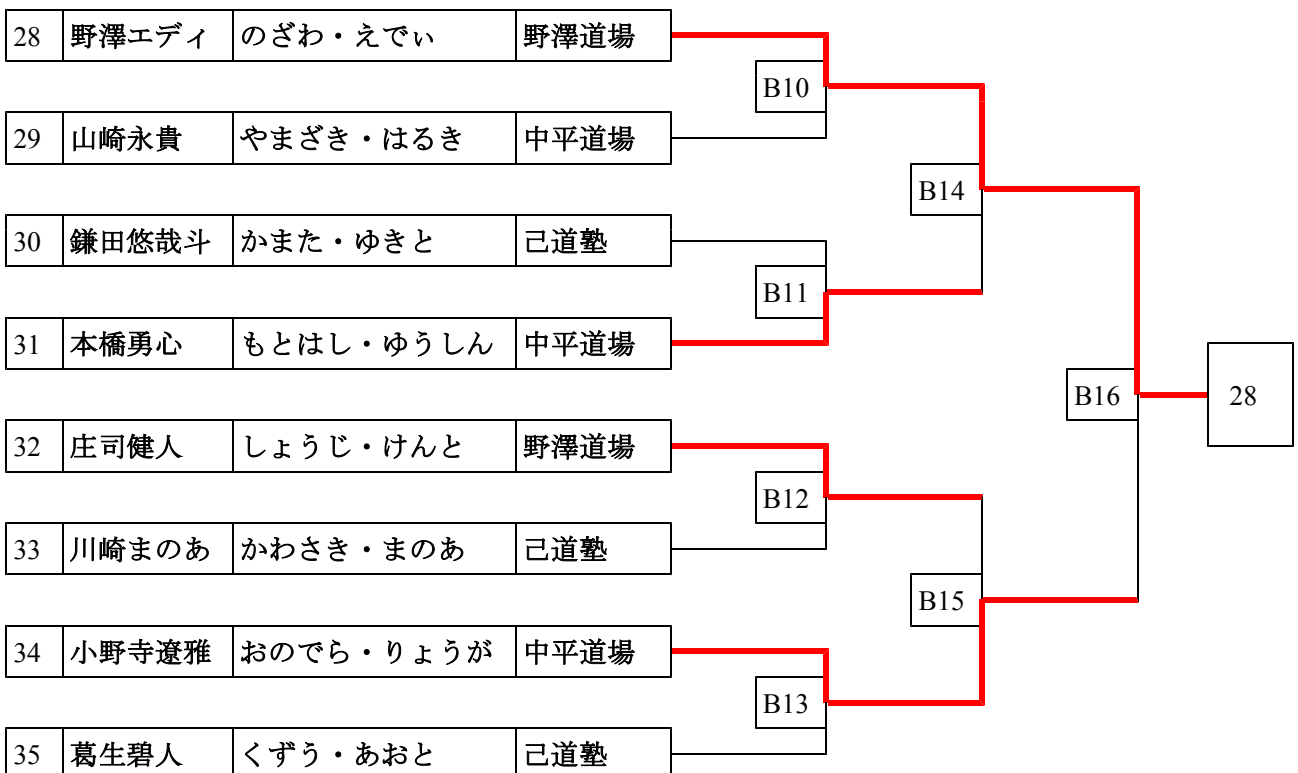 28 野澤エディ のざわ・えでぃ 野澤道場
B10
29 山崎永貴 やまざき・はるき 中平道場
B14
30 鎌田悠哉斗 かまた・ゆきと 己道塾
B11
31 本橋勇心 もとはし・ゆうしん 中平道場
B16 28
32 庄司健人 しょうじ・けんと 野澤道場
B12
33 川崎まのあ かわさき・まのあ 己道塾
B15
34 小野寺遼雅 おのでら・りょうが 中平道場
B13
35 葛生碧人 くずう・あおと 己道塾